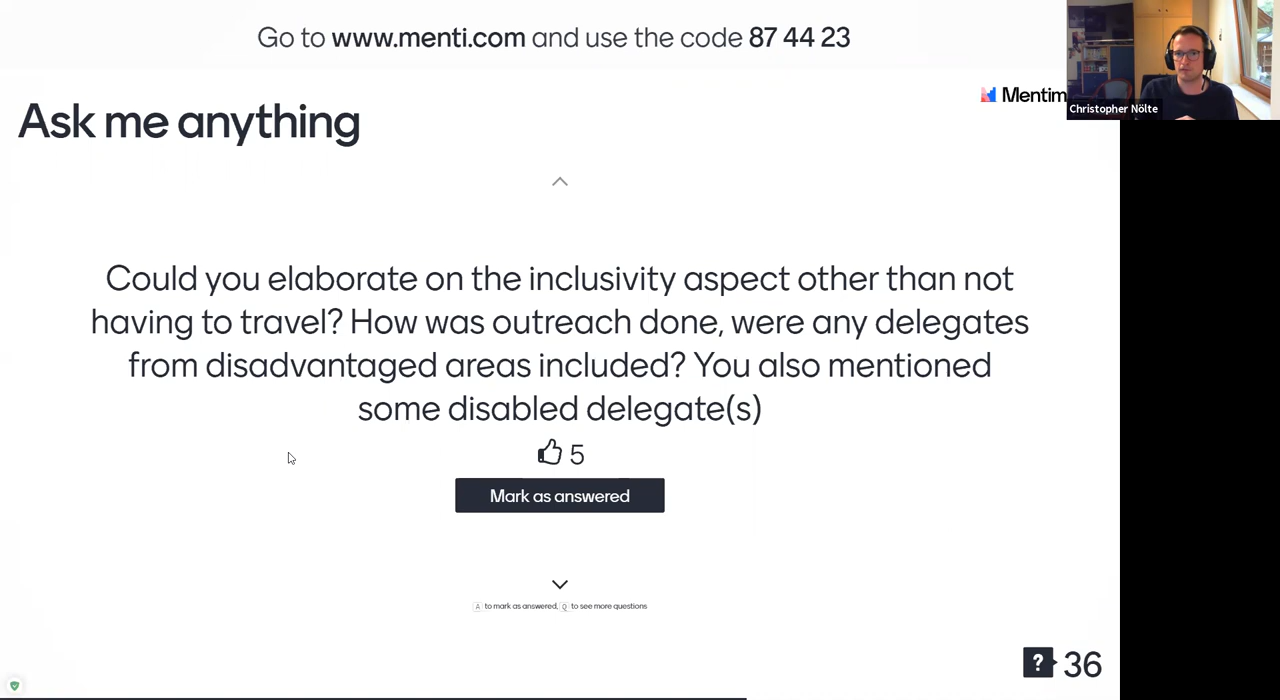 Go to www.menti.com and use the code 87 44 23
Mentim
Christopher Nölte
Ask me anything
Could you elaborate on the inclusivity aspect other than not
having to travel? How was outreach done, were any delegates
from disadvantaged areas included? You also mentioned
some disabled delegate(s)
5
Mark as answered
A to mark as answered, Q to see more questions
? 36